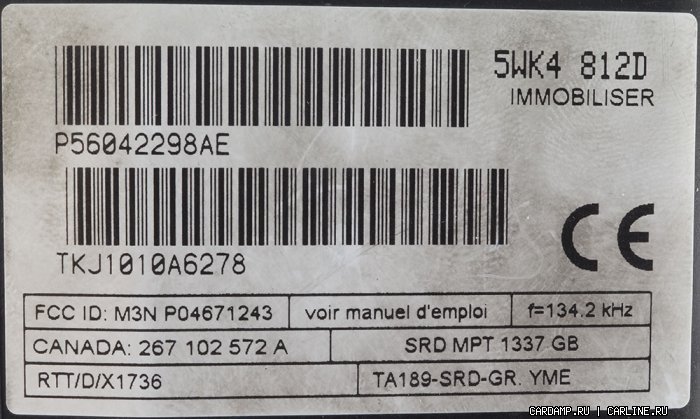 5WK4 812D
IMMOBILISER
P56042298AE
TKJ1010A6278
CE
FCC ID: M3N P04671243 voir manuel d'emploi f=134.2 kHz
CANADA: 267 102 572 A SRD MPT 1337 GB
RTT/D/X1736 TA189-SRD-GR. YME
CARDAMP.RU | CARLINE.RU